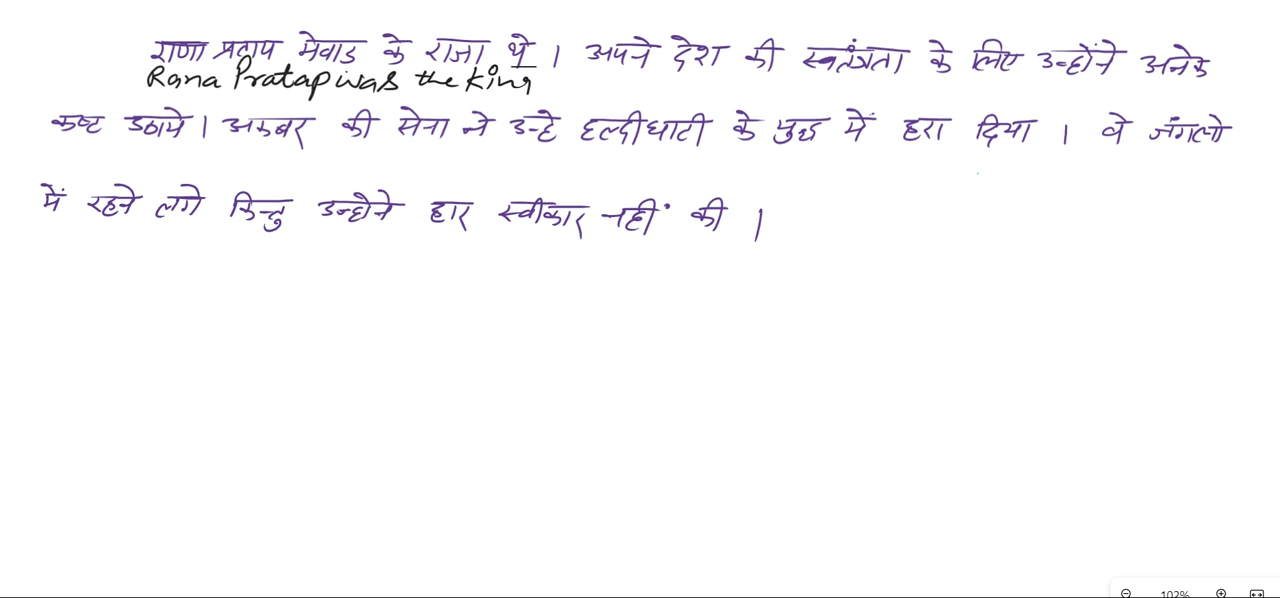 राणा प्रताप मेवाड के राजा थे । अपने देश की स्वतंत्रता के लिए उन्होंने अनेक
Rana Pratap was the King
कष्ट उठाये । अकबर की सेना ने उन्हे हल्दीघाटी के युद्ध में हरा दिया । वे जंगलो
में रहने लगे किन्तु उन्होने हार स्वीकार नहीं की ।
102%